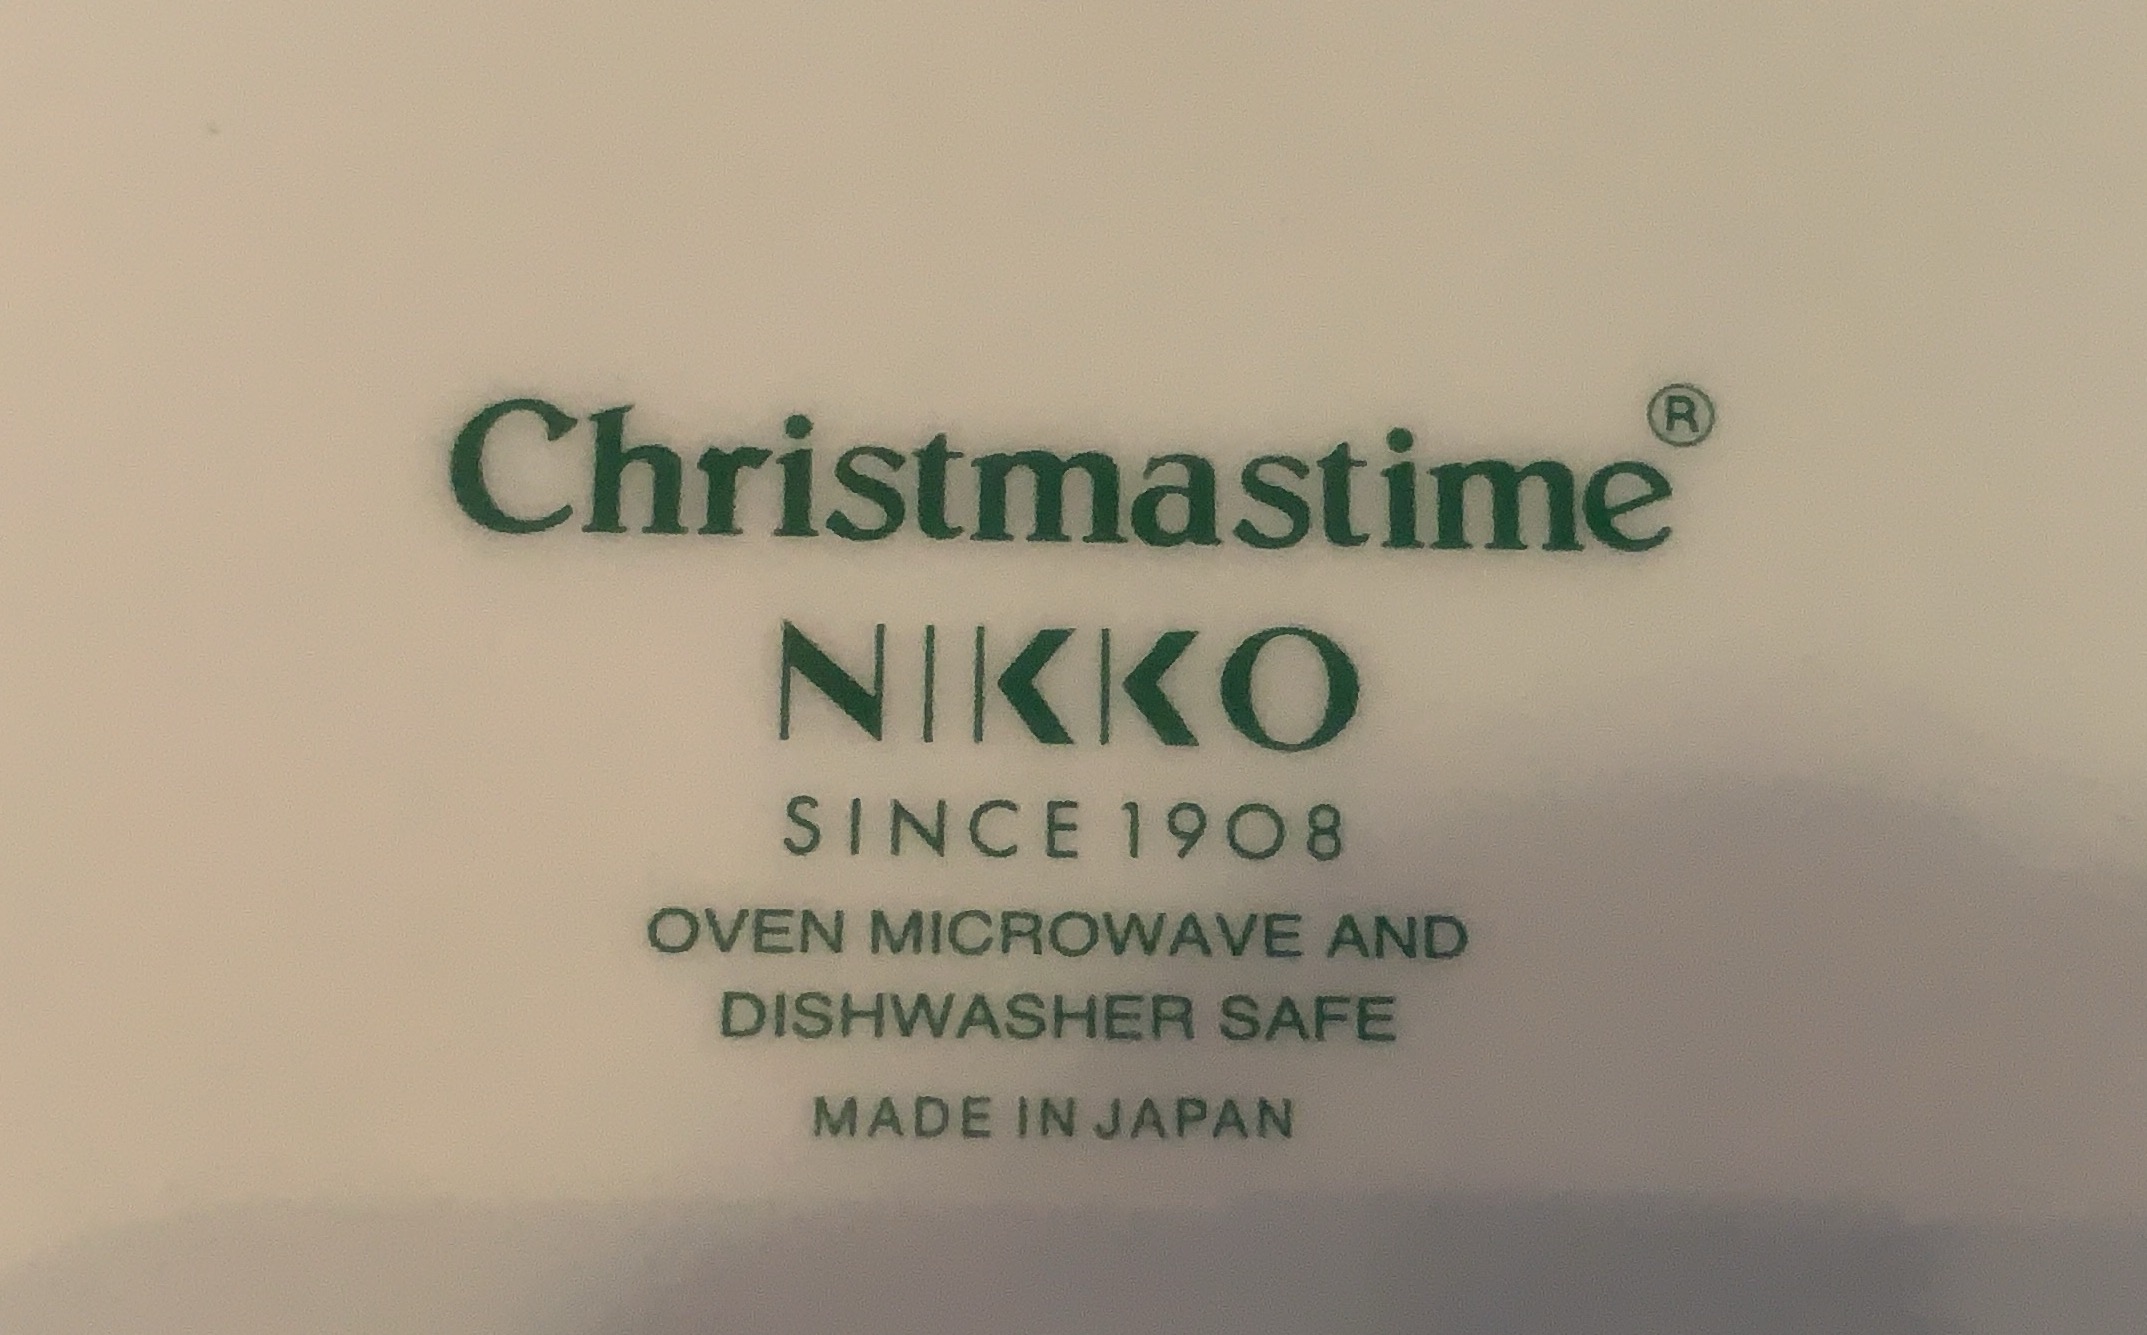 Christmastime®
NIKKO
SINCE 1908
OVEN MICROWAVE AND
DISHWASHER SAFE
MADE IN JAPAN